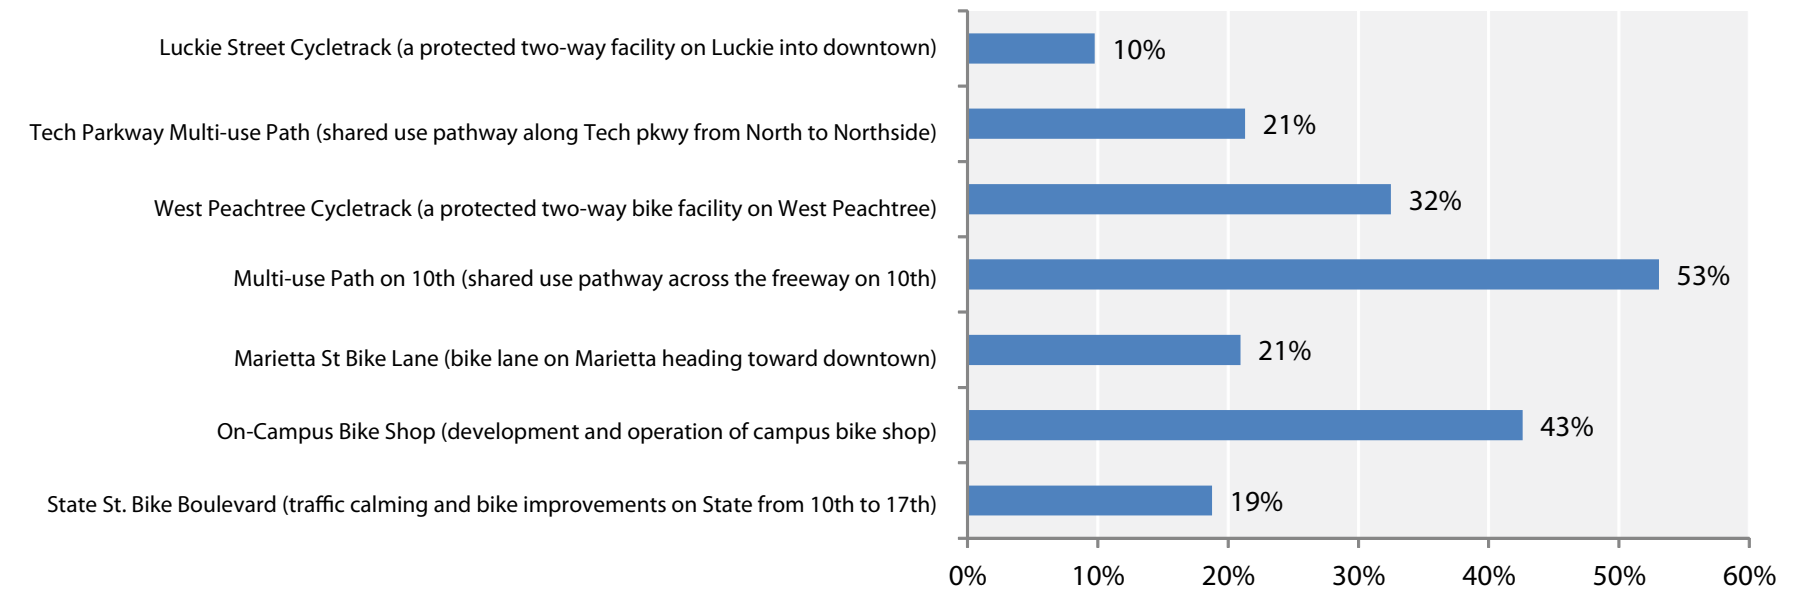 Luckie Street Cycletrack (a protected two-way facility on Luckie into downtown)
10%
Tech Parkway Multi-use Path (shared use pathway along Tech pkwy from North to Northside)
21%
West Peachtree Cycletrack (a protected two-way bike facility on West Peachtree)
32%
Multi-use Path on 10th (shared use pathway across the freeway on 10th)
53%
Marietta St Bike Lane (bike lane on Marietta heading toward downtown)
21%
On-Campus Bike Shop (development and operation of campus bike shop)
43%
State St. Bike Boulevard (traffic calming and bike improvements on State from 10th to 17th)
19%
0% 10% 20% 30% 40% 50% 60%